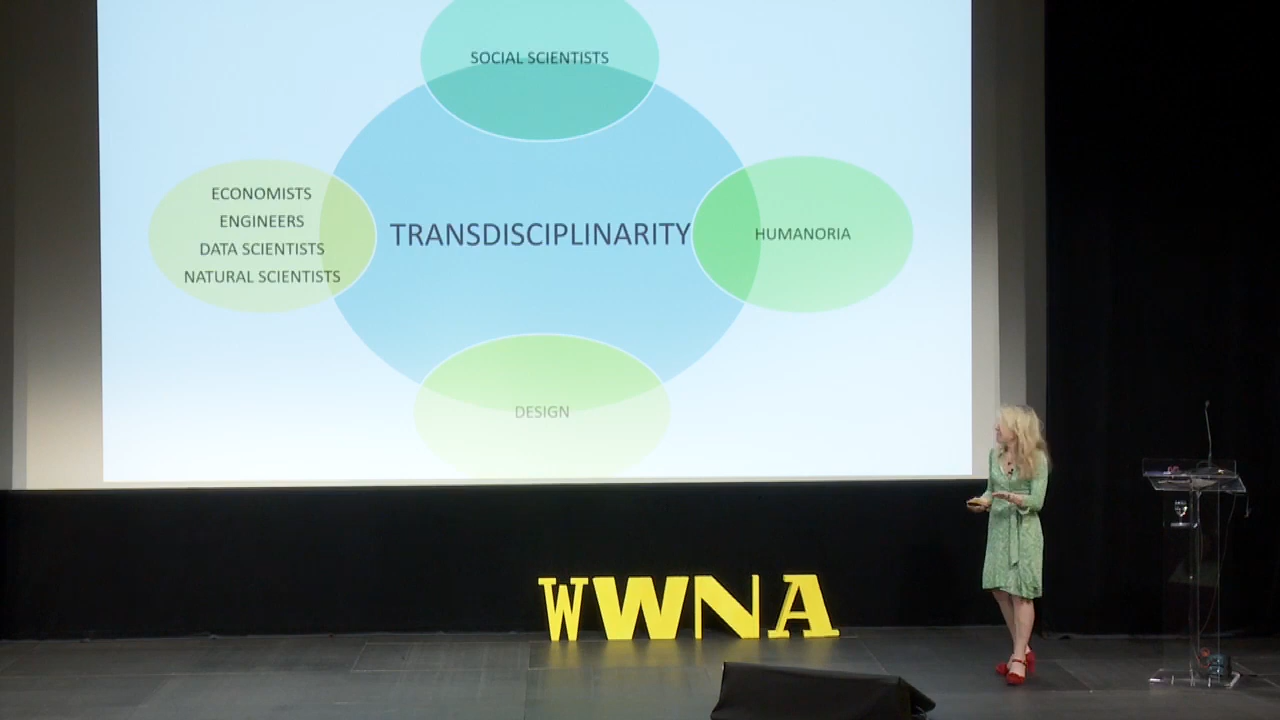 SOCIAL SCIENTISTS
ECONOMISTS
ENGINEERS
DATA SCIENTISTS
NATURAL SCIENTISTS
TRANSDISCIPLINARITY
HUMANORIA
DESIGN
WWNA